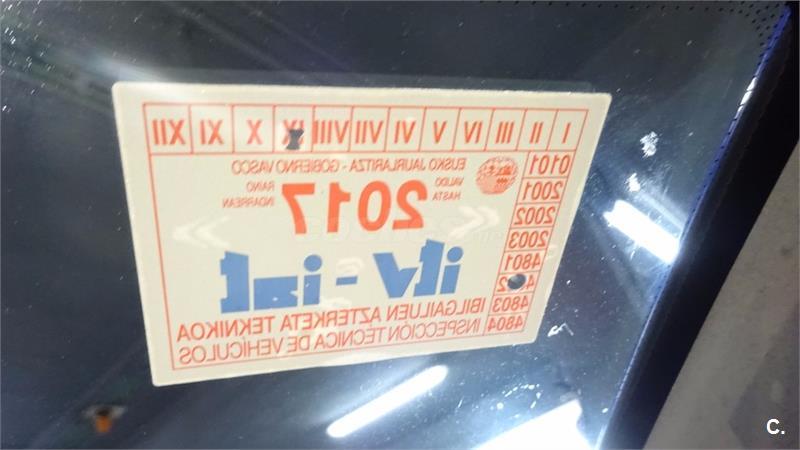 I II III IV V VI VII VIII IX X XI XII
0101
2001
2002
2003
4801
4803
4804
EUSKO JAURLARITZA - GOBIERNO VASCO
VALIDO
HASTA
2017
RAINO
INDARREAN
itv - iat
IBILGAILUEN AZTERKETA TEKNIKOA
INSPECCIÓN TÉCNICA DE VEHÍCULOS
C.